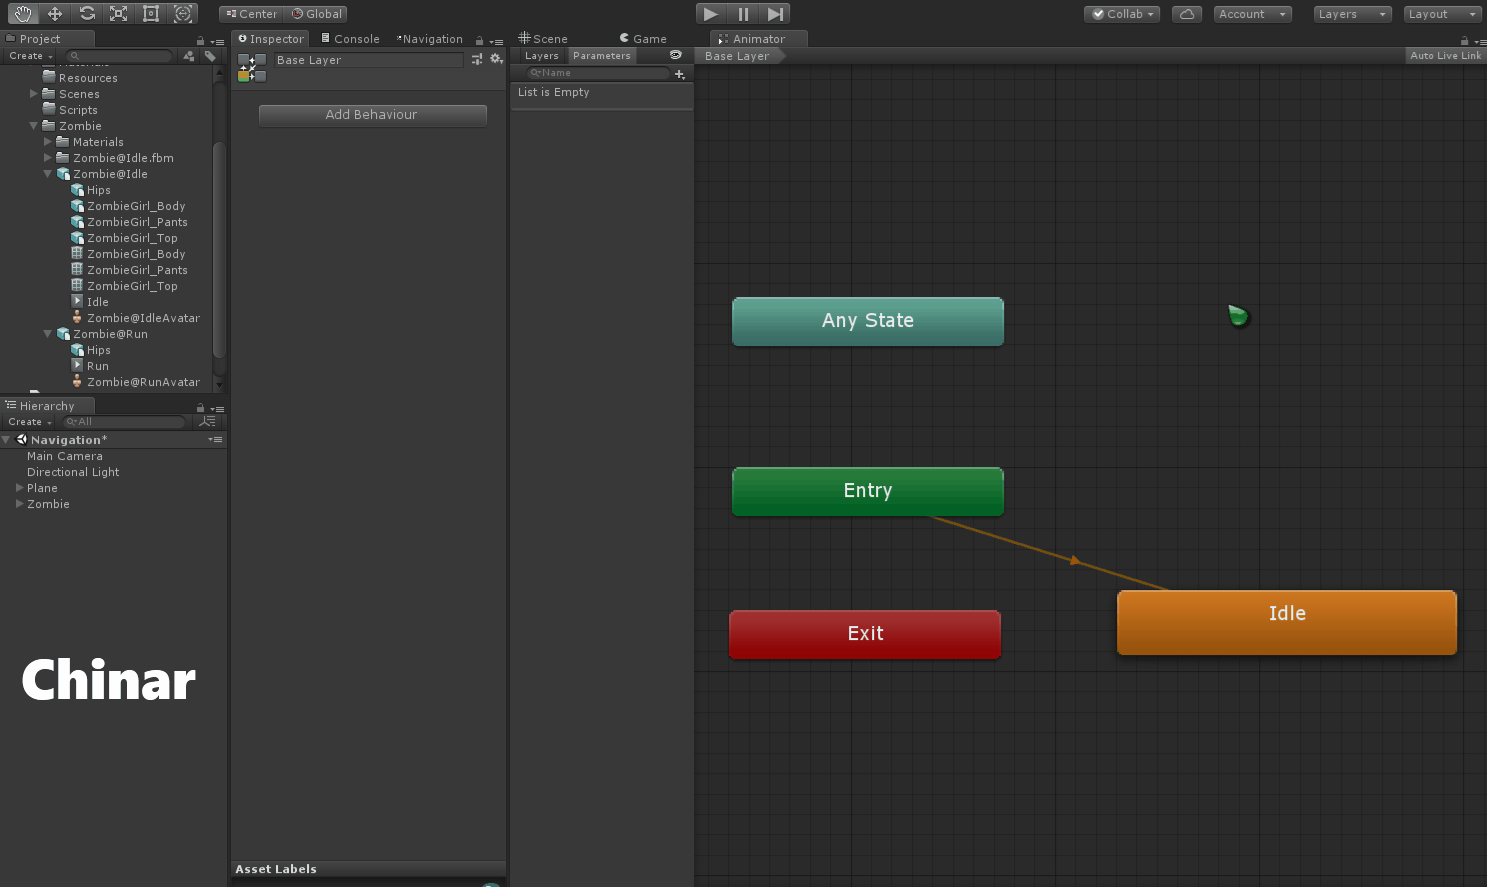 Center Global
Collab
Account
Layers
Layout
Project
Create
Resources
Scenes
Scripts
Zombie
Materials
Zombie@Idle.fbm
Zombie@Idle
Hips
ZombieGirl_Body
ZombieGirl_Pants
ZombieGirl_Top
ZombieGirl_Body
ZombieGirl_Pants
ZombieGirl_Top
Idle
Zombie@IdleAvatar
Zombie@Run
Hips
Run
Zombie@RunAvatar
Hierarchy
Create
All
Navigation*
Main Camera
Directional Light
Plane
Zombie
Chinar
Inspector
Console
Navigation
Base Layer
Add Behaviour
Asset Labels
Scene
Game
Animator
Layers
Parameters
Name
List is Empty
Base Layer
Auto Live Link
Any State
Entry
Exit
Idle